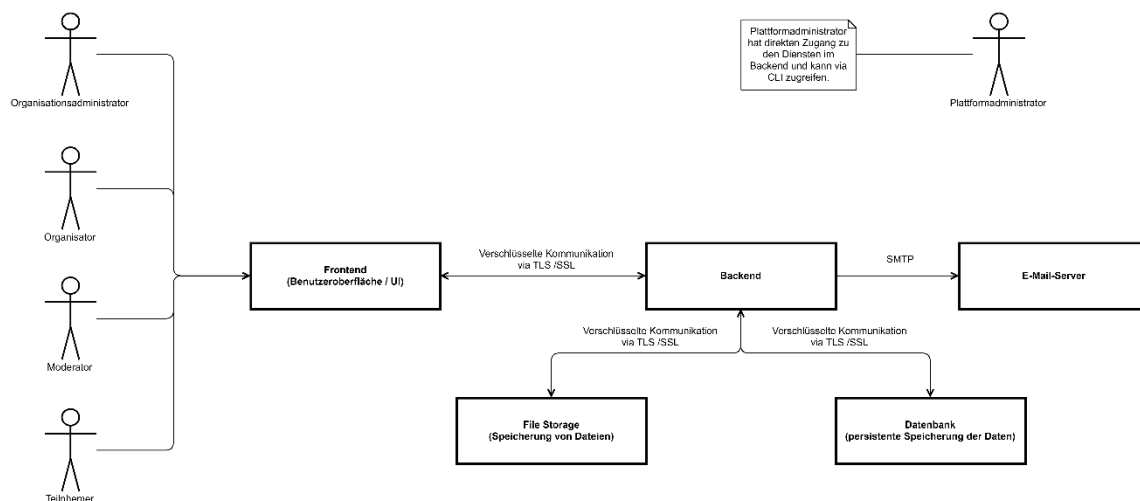 Plattformadministrator
hat direkten Zugang zu
den Diensten im
Backend und kann via
CLI zugreifen.
Organisationsadministrator
Plattformadministrator
Organisator
Verschlüsselte Kommunikation
via TLS /SSL
Frontend
(Benutzeroberfläche / UI)
Backend
SMTP
E-Mail-Server
Verschlüsselte Kommunikation
via TLS /SSL
Verschlüsselte Kommunikation
via TLS /SSL
Moderator
File Storage
(Speicherung von Dateien)
Datenbank
(persistente Speicherung der Daten)
Teilnhemer